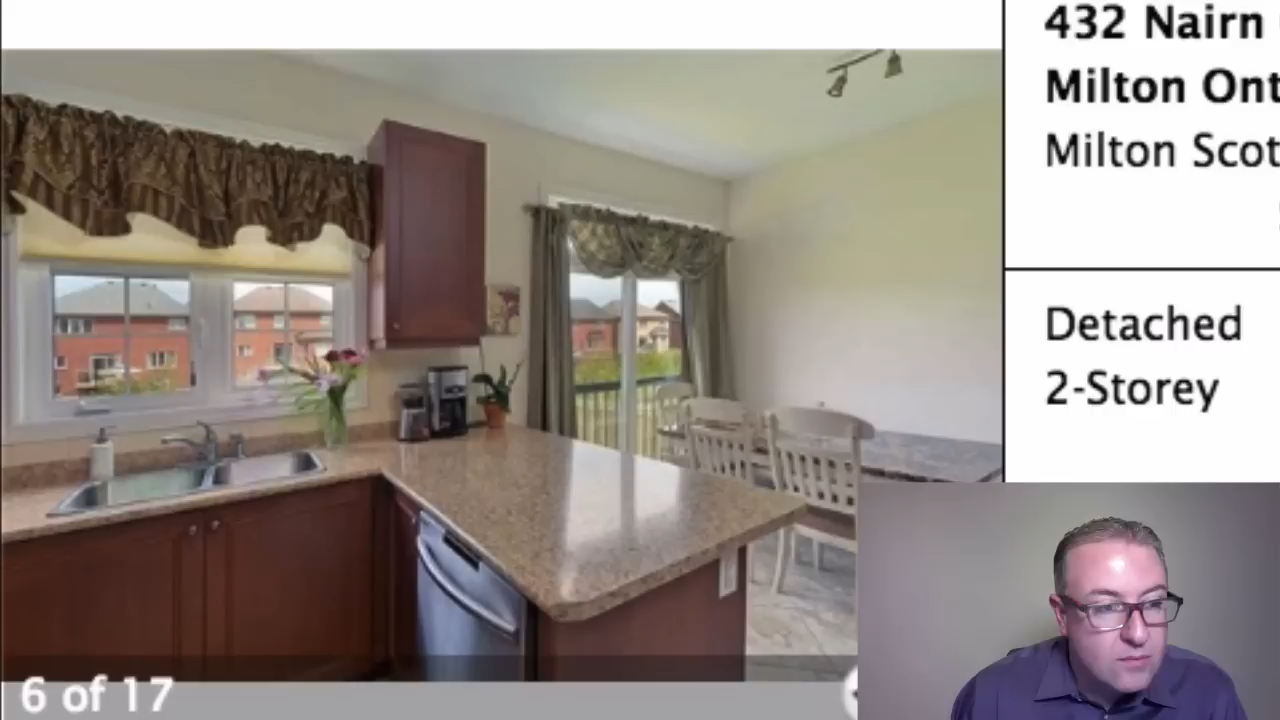 432 Nairn
Milton Ont
Milton Scot
Detached
2-Storey
6 of 17